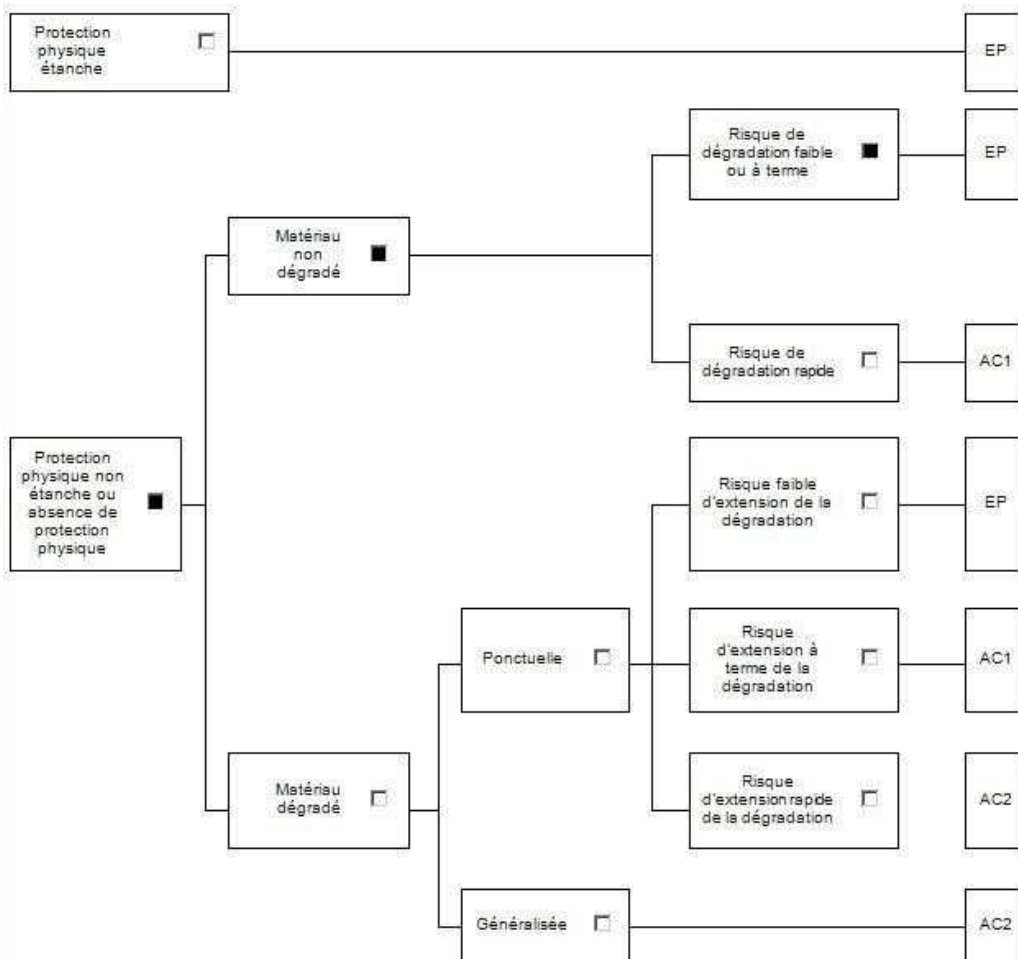 Protection
physique
étanche
EP
Risque de
dégradation faible
ou à terme
EP
Matériau
non
dégradé
Risque de
dégradation rapide
AC1
Protection
physique non
étanche ou
absence de
protection
physique
Risque faible
d'extension de la
dégradation
EP
Ponctuelle
Risque
d'extension à
terme de la
dégradation
AC1
Matériau
dégradé
Risque
d'extension rapide
de la dégradation
AC2
Généralisée
AC2